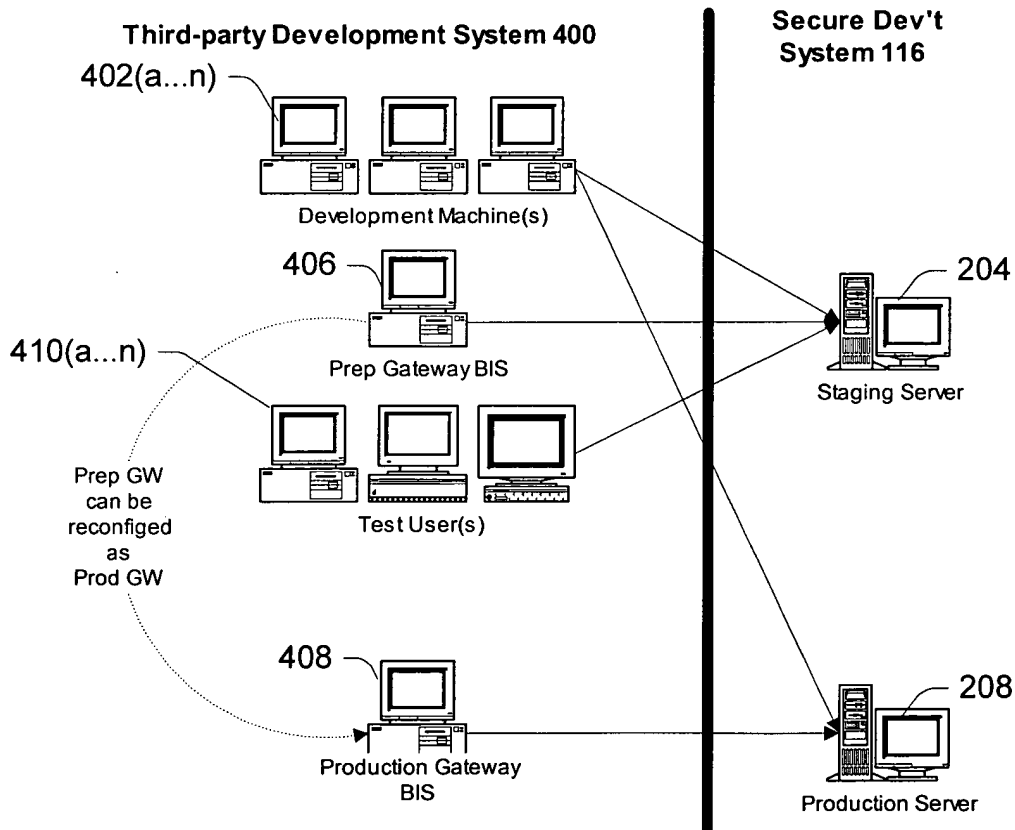 Third-party Development System 400
Secure Dev't
System 116
402(a...n)
Development Machine(s)
406
Prep Gateway BIS
204
Staging Server
410(a...n)
Test User(s)
Prep GW
can be
reconfiged
as
Prod GW
408
Production Gateway
BIS
208
Production Server